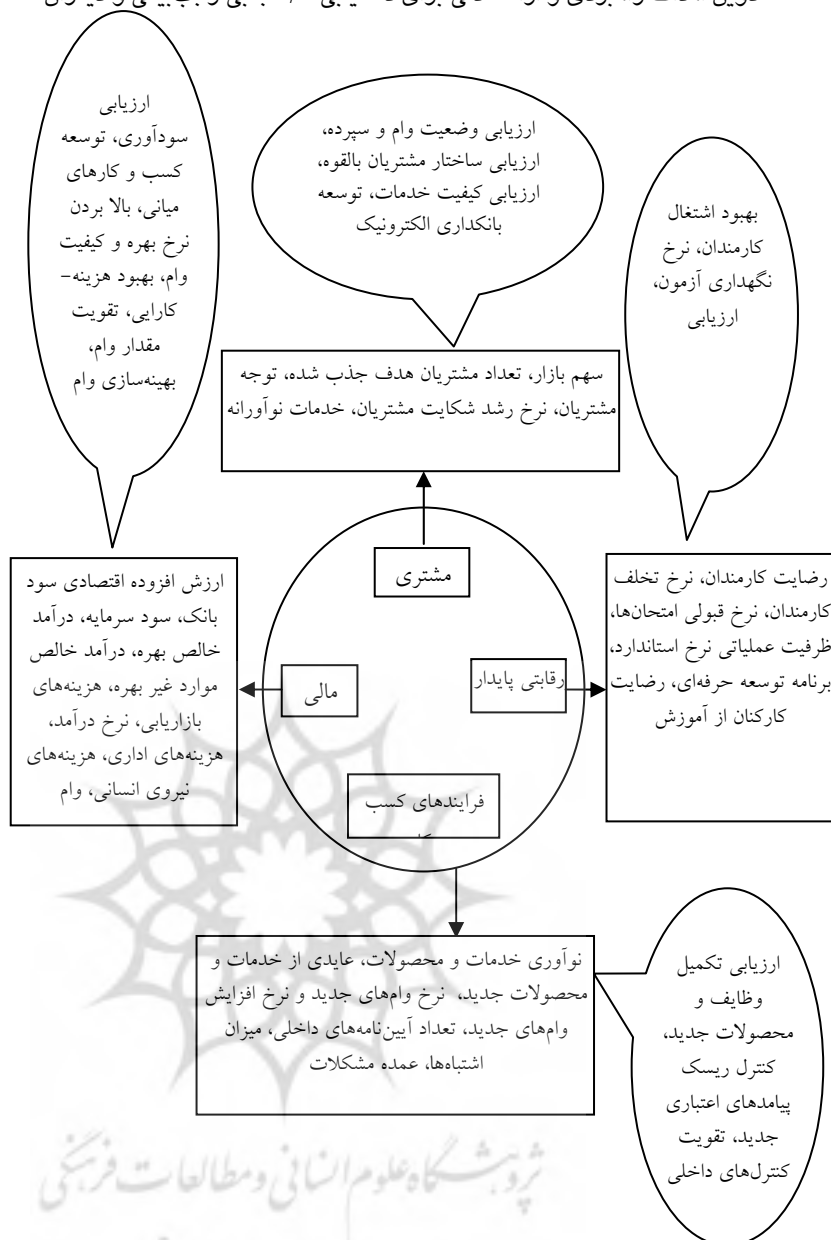 ارزیابی
سودآوری، توسعه
کسب و کارهای
میانی، بالا بردن
نرخ بهره و کیفیت
وام، بهبود هزینه-
کارایی، تقویت
مقدار وام،
بهینه‌سازی وام
ارزیابی وضعیت وام و سپرده،
ارزیابی ساختار مشتریان بالقوه،
ارزیابی کیفیت خدمات، توسعه
بانکداری الکترونیک
بهبود اشتغال
کارمندان، نرخ
نگهداری آزمون،
ارزیابی
سهم بازار، تعداد مشتریان هدف جذب شده، توجه
مشتریان، نرخ رشد شکایت مشتریان، خدمات نوآورانه
مشتری
رضایت کارمندان، نرخ تخلف
کارمندان، نرخ قبولی امتحان‌ها،
ظرفیت عملیاتی نرخ استاندارد،
برنامه توسعه حرفه‌ای، رضایت
کارکنان از آموزش
رقابتی پایدار
مالی
ارزش افزوده اقتصادی سود
بانک، سود سرمایه، درآمد
خالص بهره، درآمد خالص
موارد غیر بهره، هزینه‌های
بازاریابی، نرخ درآمد،
هزینه‌های اداری، هزینه‌های
نیروی انسانی، وام
فرایندهای کسب
نوآوری خدمات و محصولات، عایدی از خدمات و
محصولات جدید، نرخ وام‌های جدید و نرخ افزایش
وام‌های جدید، تعداد آیین‌نامه‌های داخلی، میزان
اشتباه‌ها، عمده مشکلات
ارزیابی تکمیل
وظایف و
محصولات جدید،
کنترل ریسک
پیامدهای اعتباری
جدید، تقویت
کنترل‌های داخلی
پژوهشگاه علوم انسانی و مطالعات فرهنگی